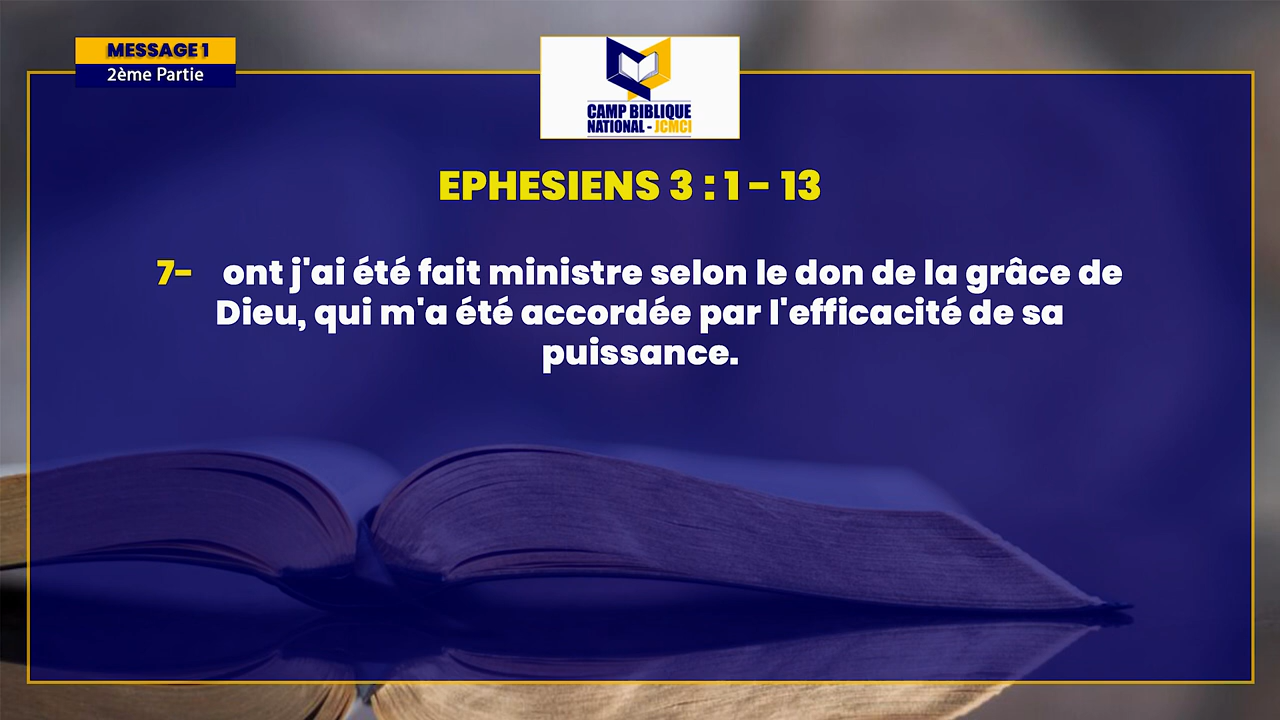 MESSAGE 1
2ème Partie
CAMP BIBLIQUE
NATIONAL - JCMCI
EPHESIENS 3 : 1 - 13
7- ont j'ai été fait ministre selon le don de la grâce de
Dieu, qui m'a été accordée par l'efficacité de sa
puissance.